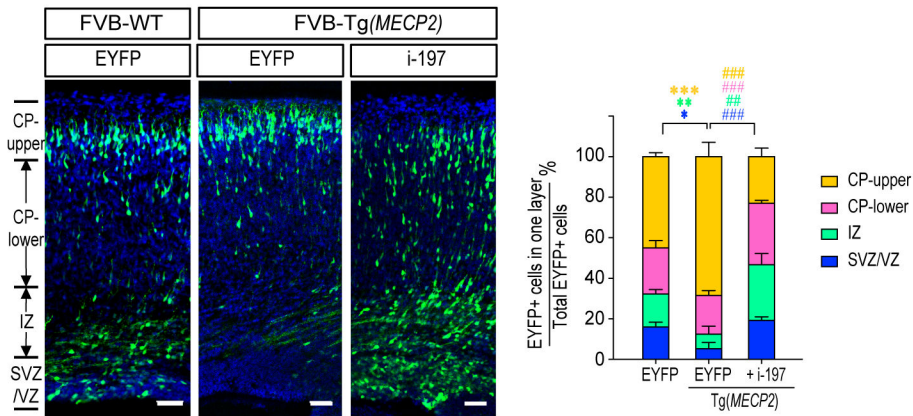 FVB-WT
FVB-Tg(MECP2)
EYFP
EYFP
i-197
CP-
upper
CP-
lower
IZ
SVZ
/VZ
EYFP+ cells in one layer
Total EYFP+ cells
%
***
**
*
###
###
##
###
100
80
60
40
20
0
EYFP
EYFP
+ i-197
Tg(MECP2)
CP-upper
CP-lower
IZ
SVZ/VZ